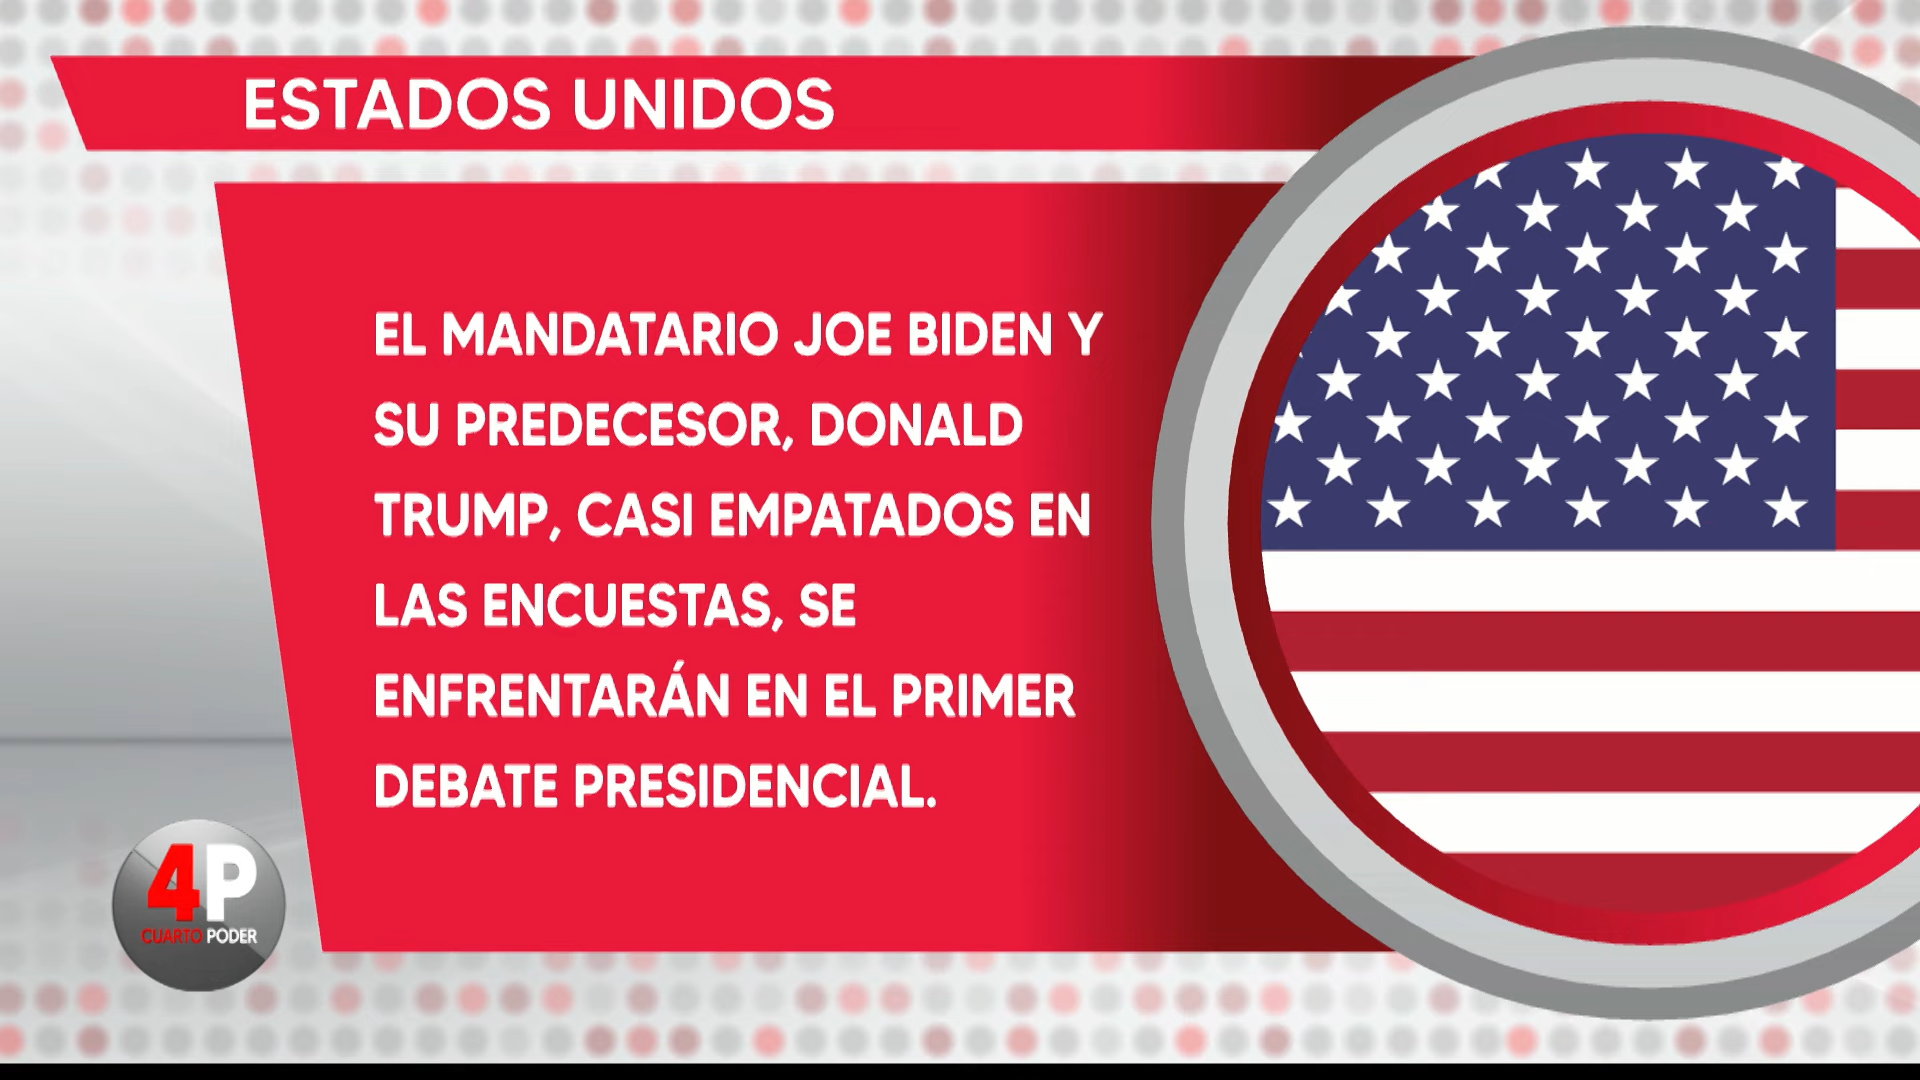 ESTADOS UNIDOS
EL MANDATARIO JOE BIDEN Y
SU PREDECESOR, DONALD
TRUMP, CASI EMPATADOS EN
LAS ENCUESTAS, SE
ENFRENTARÁN EN EL PRIMER
DEBATE PRESIDENCIAL.
4P
CUARTO PODER